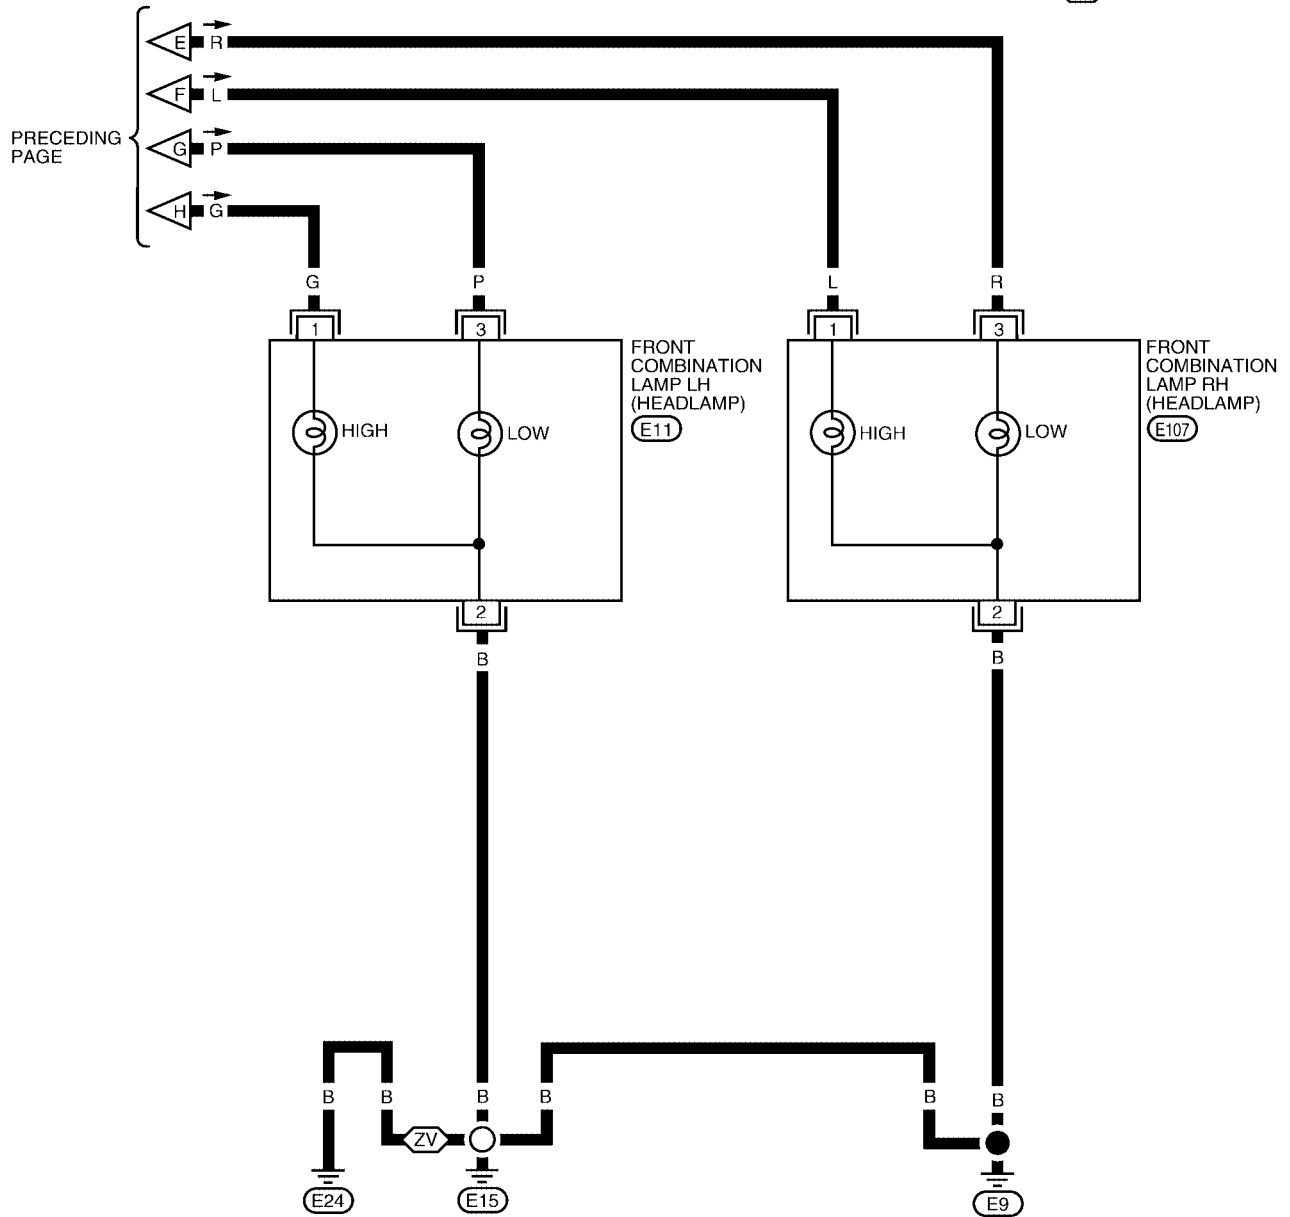 E R
F L
PRECEDING
PAGE
G P
H G
G
P
L
R
1
3
1
3
FRONT
COMBINATION
LAMP LH
(HEADLAMP)
E11
FRONT
COMBINATION
LAMP RH
(HEADLAMP)
E107
HIGH
LOW
HIGH
LOW
2
2
B
B
B
B
B
B
B
B
ZV
E24
E15
E9